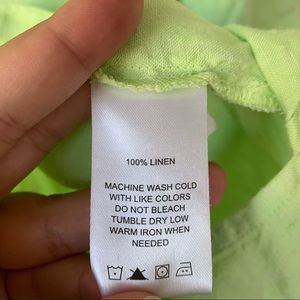 100% LINEN
MACHINE WASH COLD
WITH LIKE COLORS
DO NOT BLEACH
TUMBLE DRY LOW
WARM IRON WHEN
NEEDED